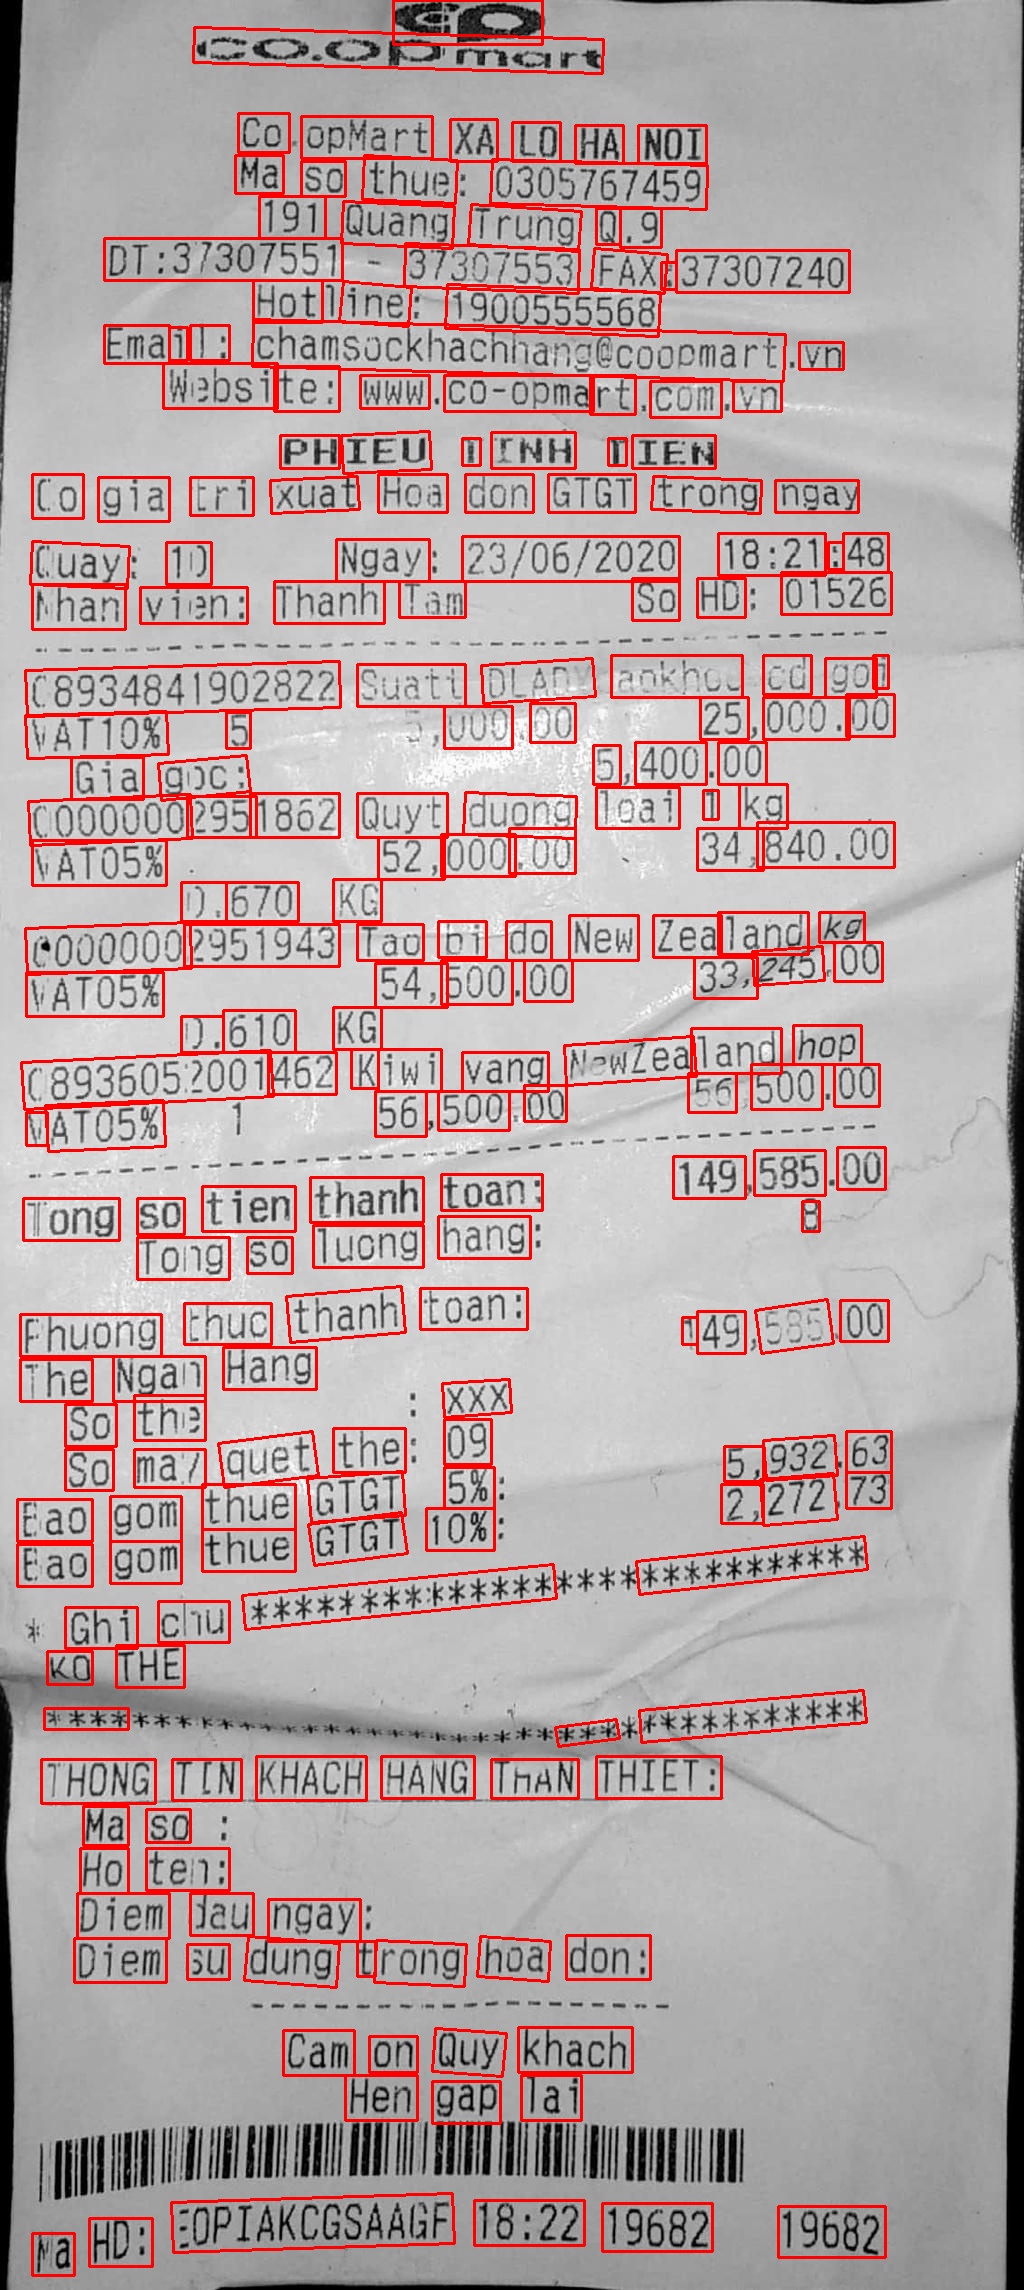 co.opmart
Co.opMart XA LO HA NOI
Ma so thue: 0305767459
191 Quang Trung Q.9
DT:37307551 - 37307553 FAX:37307240
Hotline: 1900555568
Email: chamsockhachhang@coopmart.vn
Website: www.co-opmart.com.vn
PHIEU TINH TIEN
Co gia tri xuat Hoa don GTGT trong ngay
Quay: 10 Ngay: 23/06/2020 18:21:48
Nhan vien: Thanh Tam So HD: 01526
C8934841902822 Suatt DLADY aokhou cd goi
VAT10% 5 5,000.00 25,000.00
Gia goc: 5,400.00
C0000002951862 Quyt duong loai 1 kg
VAT05% 52,000.00 34,840.00
0.670 KG
C0000002951943 Tao bi do New Zealand kg
VAT05% 54,500.00 33,245.00
0.610 KG
C8936052001462 Kiwi vang NewZealand hop
VAT05% 1 56,500.00 56,500.00
Tong so tien thanh toan: 149,585.00
Tong so luong hang: 8
Phuong thuc thanh toan:
The Ngan Hang 149,585.00
So the : XXX
So may quet the: 09
Bao gom thue GTGT 5%: 5,932.63
Bao gom thue GTGT 10%: 2,272.73
* Ghi chu ****************************
KO THE
*************************************
THONG TIN KHACH HANG THAN THIET:
Ma so :
Ho ten:
Diem dau ngay:
Diem su dung trong hoa don:
Cam on Quy khach
Hen gap lai
Ma HD: EOPIAKCGSAAGF 18:22 19682 19682